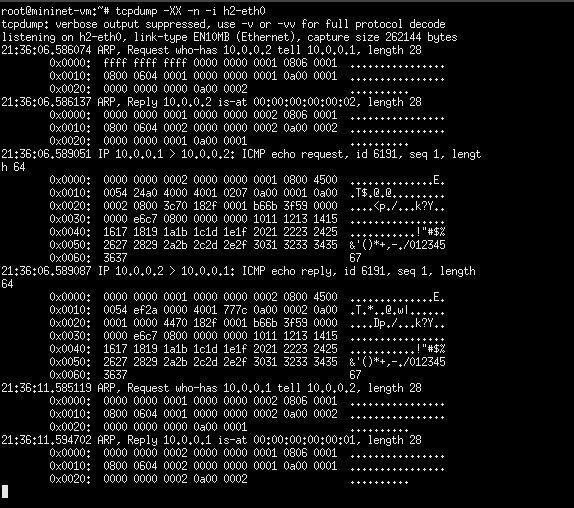 root@mininet-vm:~# tcpdump -XX -n -i h2-eth0
tcpdump: verbose output suppressed, use -v or -vv for full protocol decode
listening on h2-eth0, link-type EN10MB (Ethernet), capture size 262144 bytes
21:36:06.586074 ARP, Request who-has 10.0.0.2 tell 10.0.0.1, length 28
0x0000:  ffff ffff ffff 0000 0000 0001 0806 0001  ................
0x0010:  0800 0604 0001 0000 0000 0001 0a00 0001  ................
0x0020:  0000 0000 0000 0a00 0002                 ..........
21:36:06.586137 ARP, Reply 10.0.0.2 is-at 00:00:00:00:00:02, length 28
0x0000:  0000 0000 0001 0000 0000 0002 0806 0001  ................
0x0010:  0800 0604 0002 0000 0000 0002 0a00 0002  ................
0x0020:  0000 0000 0001 0a00 0001                 ..........
21:36:06.589051 IP 10.0.0.1 > 10.0.0.2: ICMP echo request, id 6191, seq 1, lengt
h 64
0x0000:  0000 0000 0002 0000 0000 0001 0800 4500  ..............E.
0x0010:  0054 24a0 4000 4001 0207 0a00 0001 0a00  .T$.@.@.........
0x0020:  0002 0800 3c70 182f 0001 b66b 3f59 0000  ....<p./...k?Y..
0x0030:  0000 e6c7 0800 0000 0000 1011 1213 1415  ................
0x0040:  1617 1819 1a1b 1c1d 1e1f 2021 2223 2425  ...........!"#$%
0x0050:  2627 2829 2a2b 2c2d 2e2f 3031 3233 3435  &'()*+,-./012345
0x0060:  3637                                     67
21:36:06.589087 IP 10.0.0.2 > 10.0.0.1: ICMP echo reply, id 6191, seq 1, length
64
0x0000:  0000 0000 0001 0000 0000 0002 0800 4500  ..............E.
0x0010:  0054 ef2a 0000 4001 777c 0a00 0002 0a00  .T.*..@.w|......
0x0020:  0001 0000 4470 182f 0001 b66b 3f59 0000  ....Dp./...k?Y..
0x0030:  0000 e6c7 0800 0000 0000 1011 1213 1415  ................
0x0040:  1617 1819 1a1b 1c1d 1e1f 2021 2223 2425  ...........!"#$%
0x0050:  2627 2829 2a2b 2c2d 2e2f 3031 3233 3435  &'()*+,-./012345
0x0060:  3637                                     67
21:36:11.585119 ARP, Request who-has 10.0.0.1 tell 10.0.0.2, length 28
0x0000:  0000 0000 0001 0000 0000 0002 0806 0001  ................
0x0010:  0800 0604 0001 0000 0000 0002 0a00 0002  ................
0x0020:  0000 0000 0000 0a00 0001                 ..........
21:36:11.594702 ARP, Reply 10.0.0.1 is-at 00:00:00:00:00:01, length 28
0x0000:  0000 0000 0002 0000 0000 0001 0806 0001  ................
0x0010:  0800 0604 0002 0000 0000 0001 0a00 0001  ................
0x0020:  0000 0000 0002 0a00 0002                 ..........